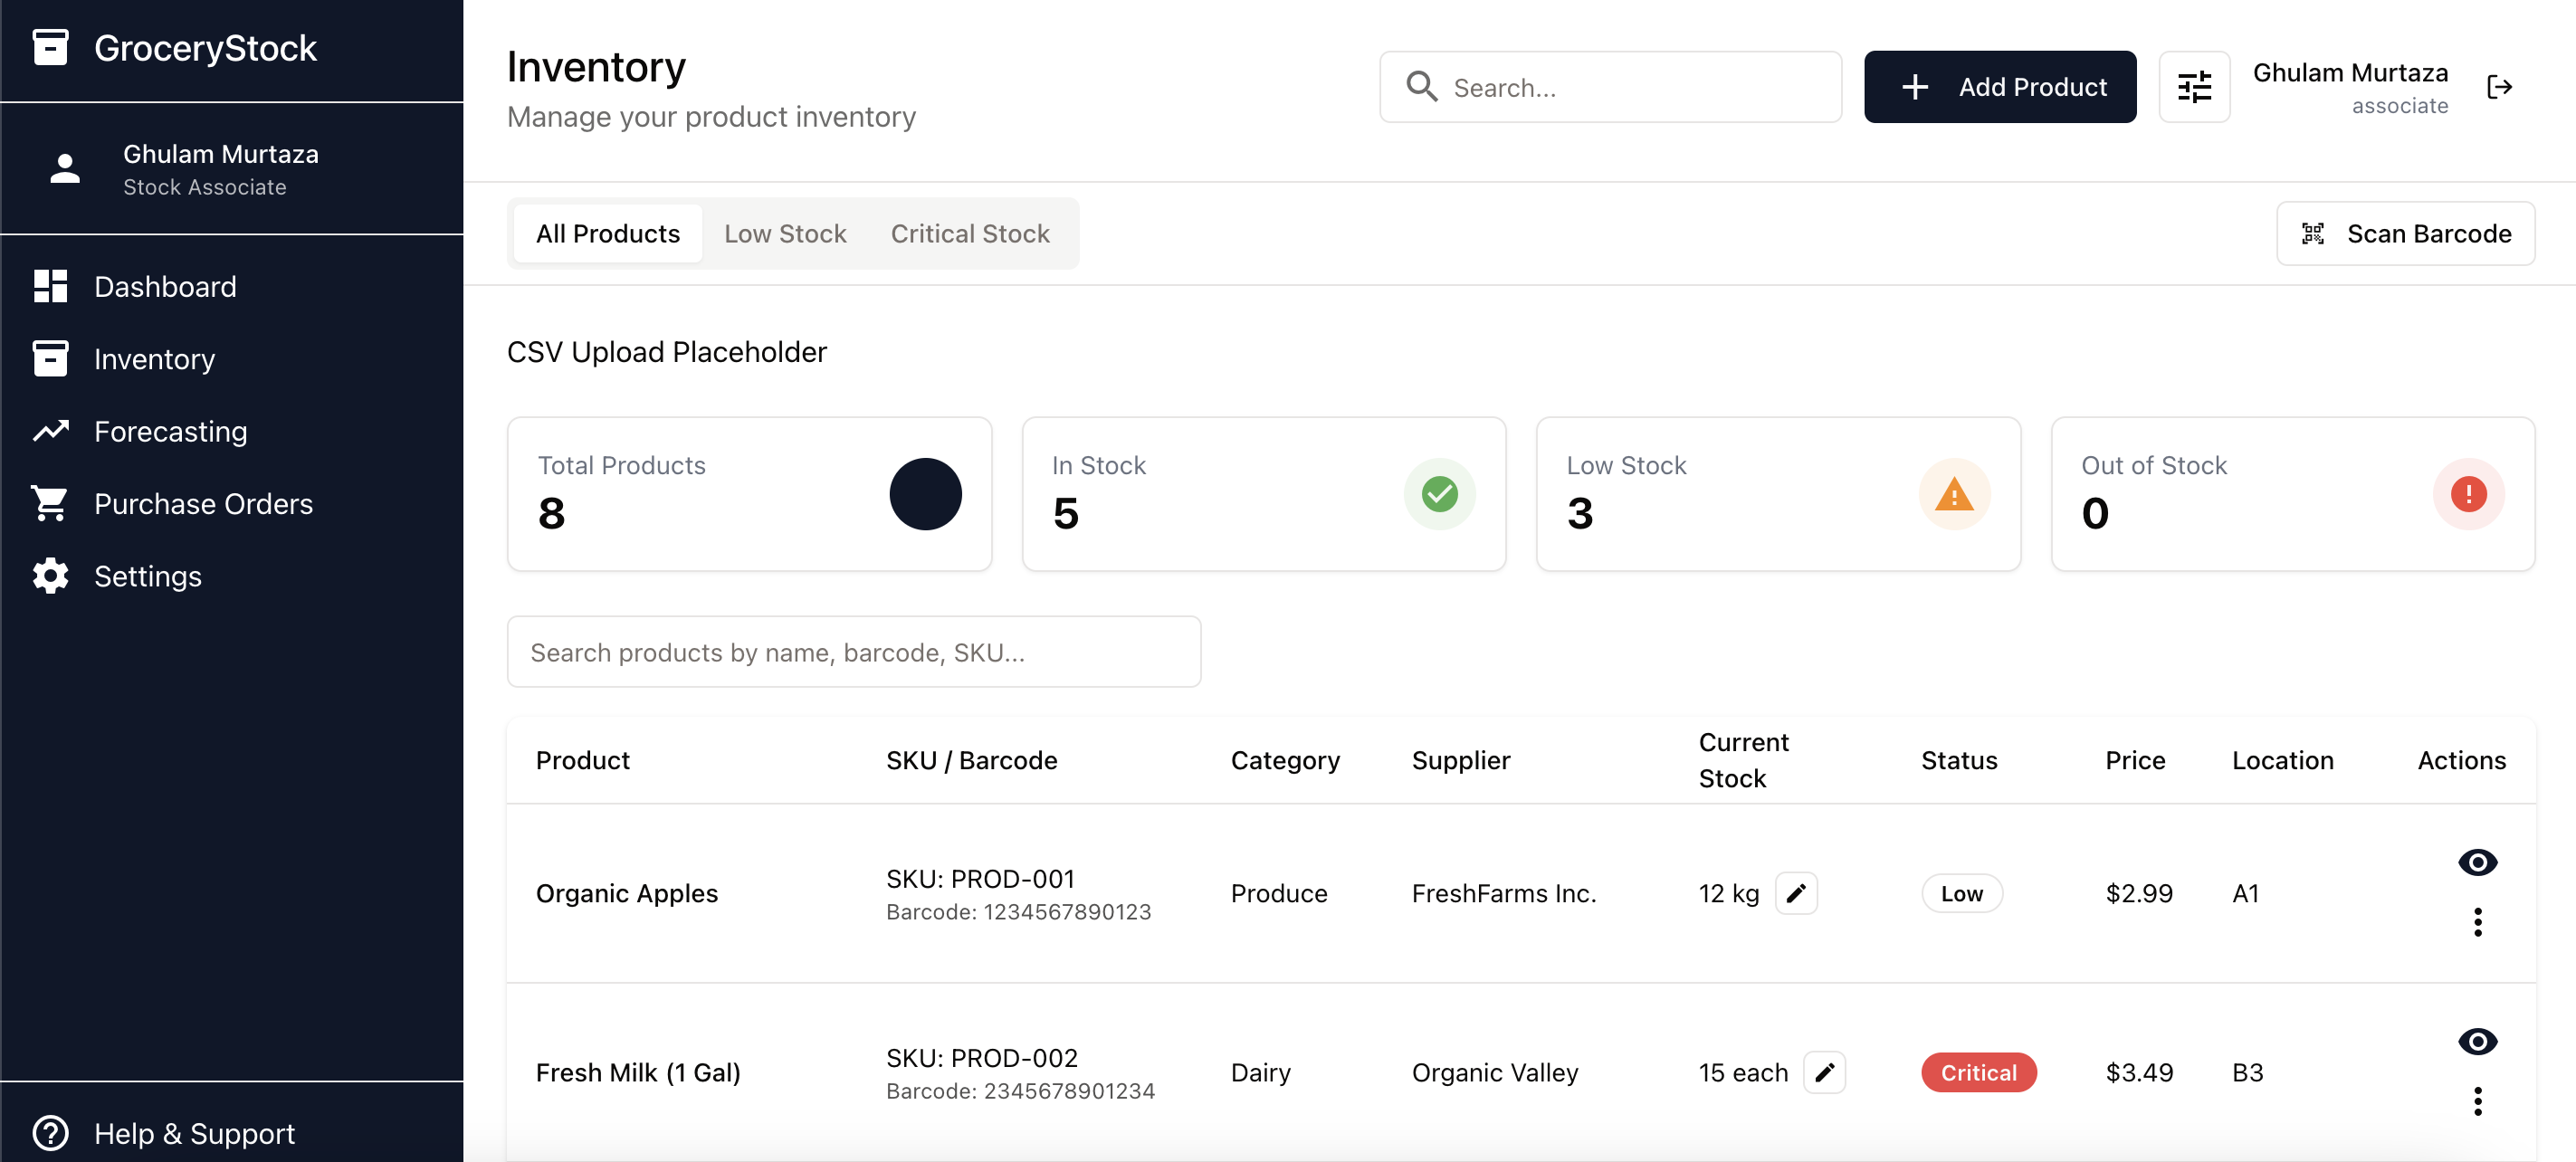 GroceryStock
Ghulam Murtaza
Stock Associate
Dashboard
Inventory
Forecasting
Purchase Orders
Settings
Help & Support
Inventory
Manage your product inventory
Search...
Add Product
Ghulam Murtaza
associate
All Products
Low Stock
Critical Stock
Scan Barcode
CSV Upload Placeholder
Total Products
8
In Stock
5
Low Stock
3
Out of Stock
0
Search products by name, barcode, SKU...
Product
SKU / Barcode
Category
Supplier
Current
Stock
Status
Price
Location
Actions
Organic Apples
SKU: PROD-001
Barcode: 1234567890123
Produce
FreshFarms Inc.
12 kg
Low
$2.99
A1
Fresh Milk (1 Gal)
SKU: PROD-002
Barcode: 2345678901234
Dairy
Organic Valley
15 each
Critical
$3.49
B3